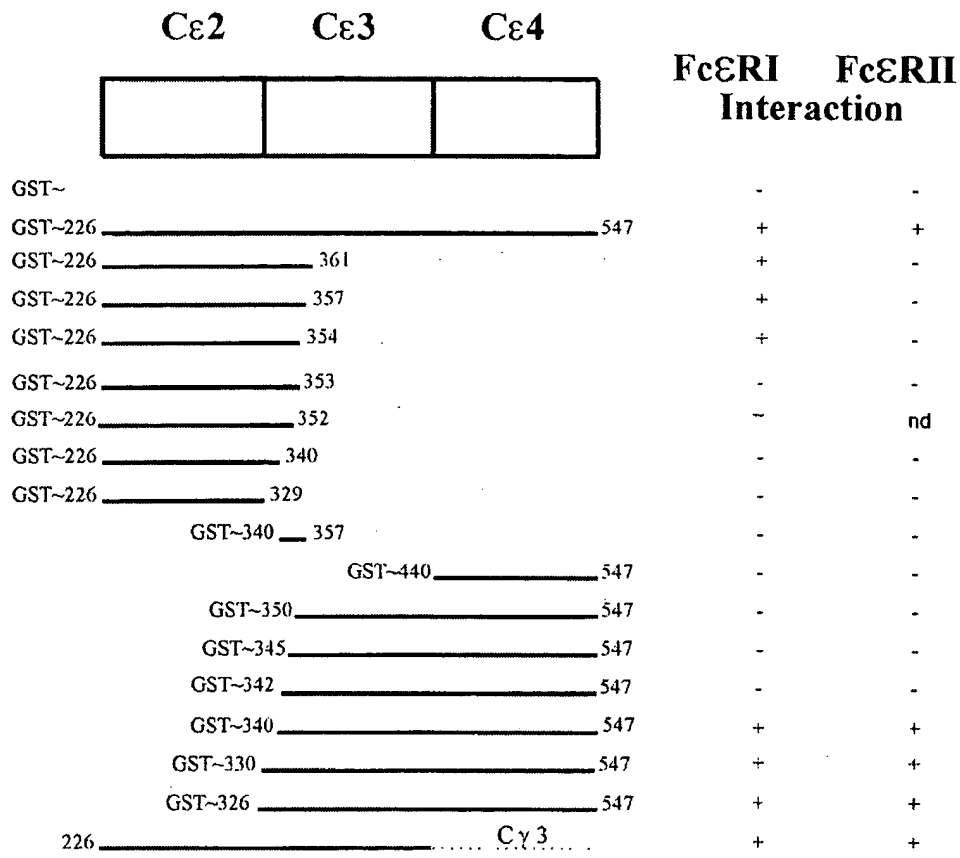 Cε2 Cε3 Cε4
FcεRI FcεRII
Interaction
GST~ - -
GST~226 547 + +
GST~226 361 + -
GST~226 357 + -
GST~226 354 + -
GST~226 353 - -
GST~226 352 - nd
GST~226 340 - -
GST~226 329 - -
GST~340 357 - -
GST~440 547 - -
GST~350 547 - -
GST~345 547 - -
GST~342 547 - -
GST~340 547 + +
GST~330 547 + +
GST~326 547 + +
226 Cγ3 + +